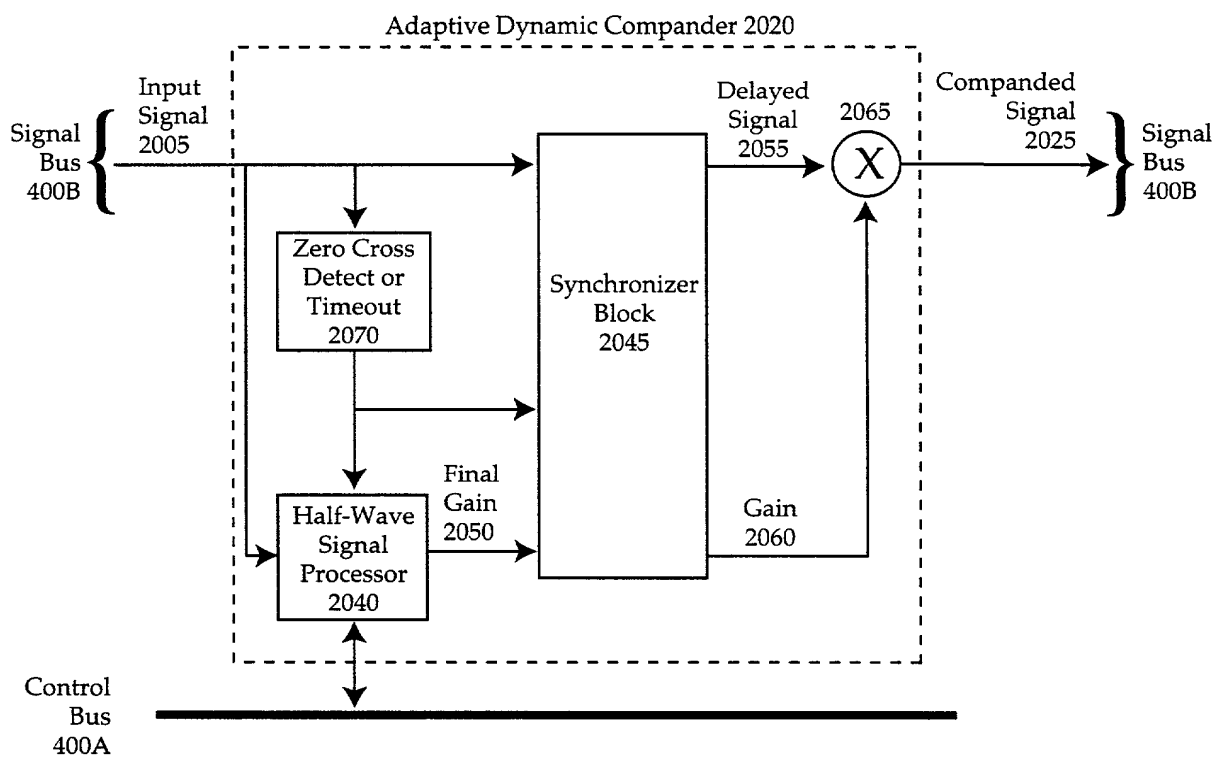 Adaptive Dynamic Compander 2020
Signal
Bus
400B
Input
Signal
2005
Delayed
Signal
2055
2065
X
Companded
Signal
2025
Signal
Bus
400B
Zero Cross
Detect or
Timeout
2070
Synchronizer
Block
2045
Half-Wave
Signal
Processor
2040
Final
Gain
2050
Gain
2060
Control
Bus
400A